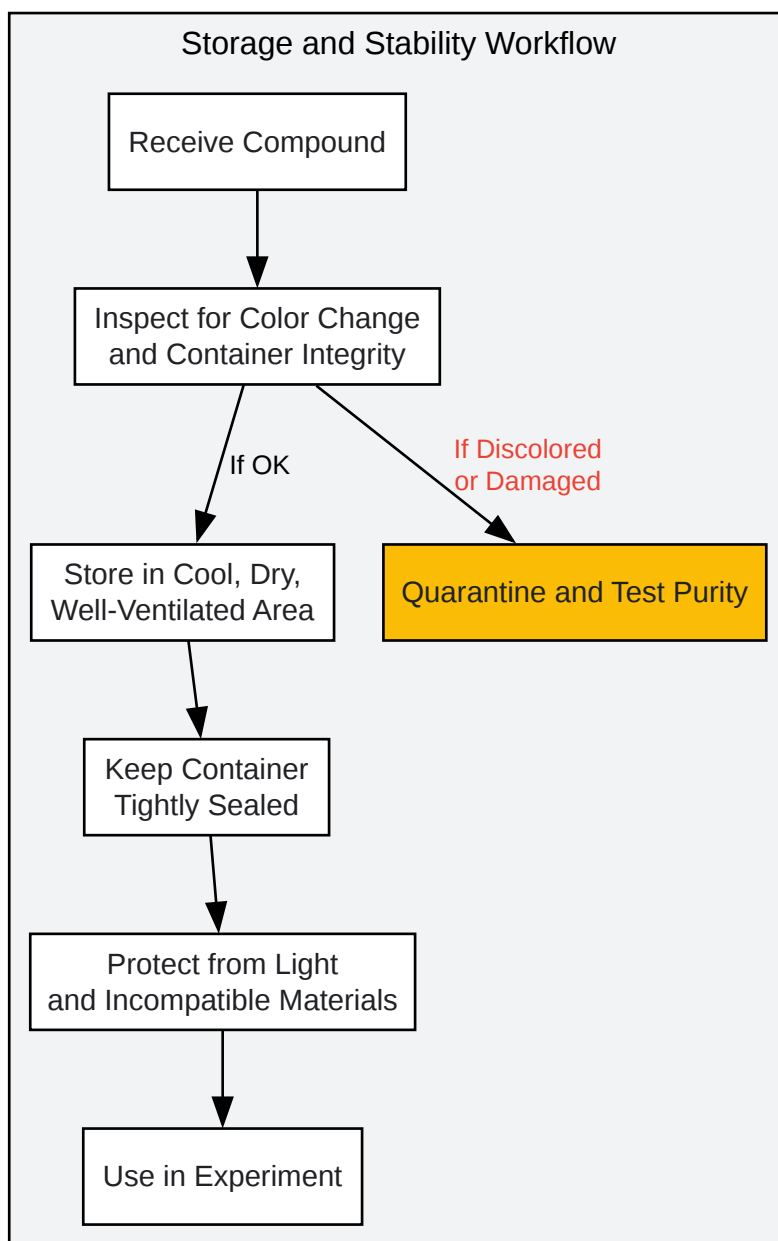 Storage and Stability Workflow
Receive Compound
Inspect for Color Change
and Container Integrity
If OK
If Discolored
or Damaged
Store in Cool, Dry,
Well-Ventilated Area
Quarantine and Test Purity
Keep Container
Tightly Sealed
Protect from Light
and Incompatible Materials
Use in Experiment